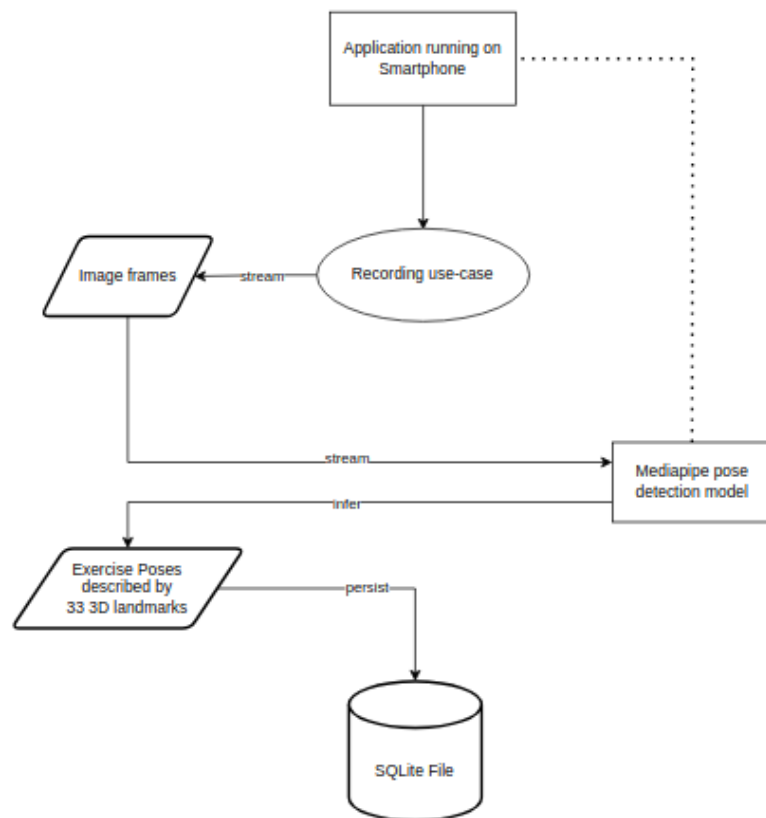 Application running on
Smartphone
Recording use-case
stream
Image frames
stream
Mediapipe pose
detection model
infer
Exercise Poses
described by
33 3D landmarks
persist
SQLite File